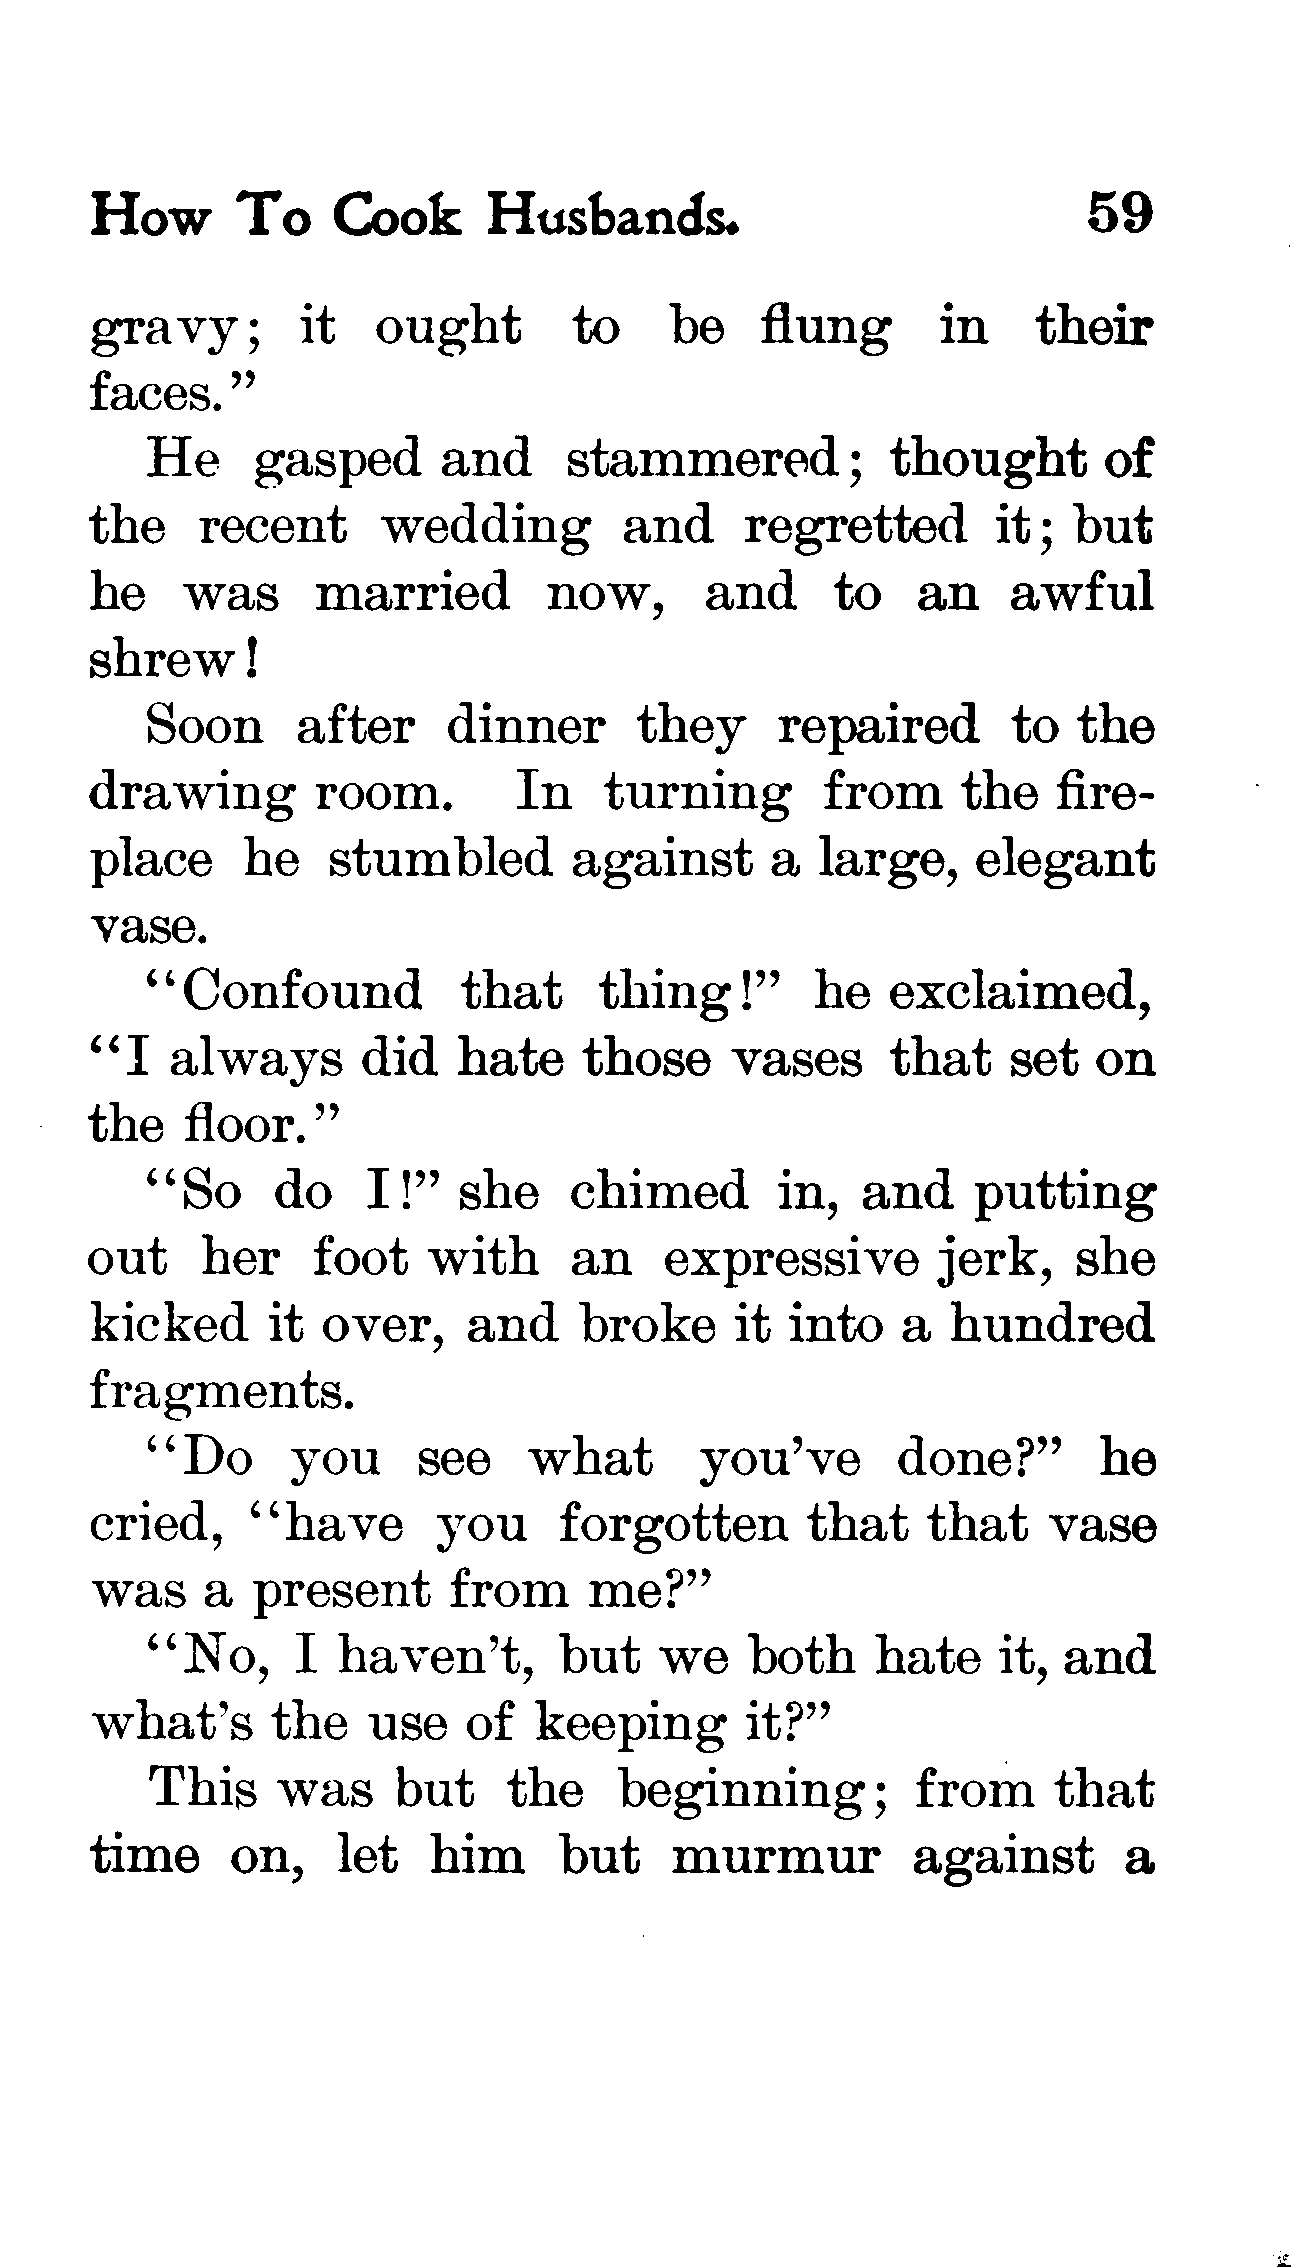 How To Cook Husbands. 59
gravy; it ought to be flung in their
faces."
He gasped and stammered; thought of
the recent wedding and regretted it; but
he was married now, and to an awful
shrew!
Soon after dinner they repaired to the
drawing room. In turning from the fire-
place he stumbled against a large, elegant
vase.
"Confound that thing!" he exclaimed,
"I always did hate those vases that set on
the floor."
"So do I!" she chimed in, and putting
out her foot with an expressive jerk, she
kicked it over, and broke it into a hundred
fragments.
"Do you see what you've done?" he
cried, "have you forgotten that that vase
was a present from me?"
"No, I haven't, but we both hate it, and
what's the use of keeping it?"
This was but the beginning; from that
time on, let him but murmur against a